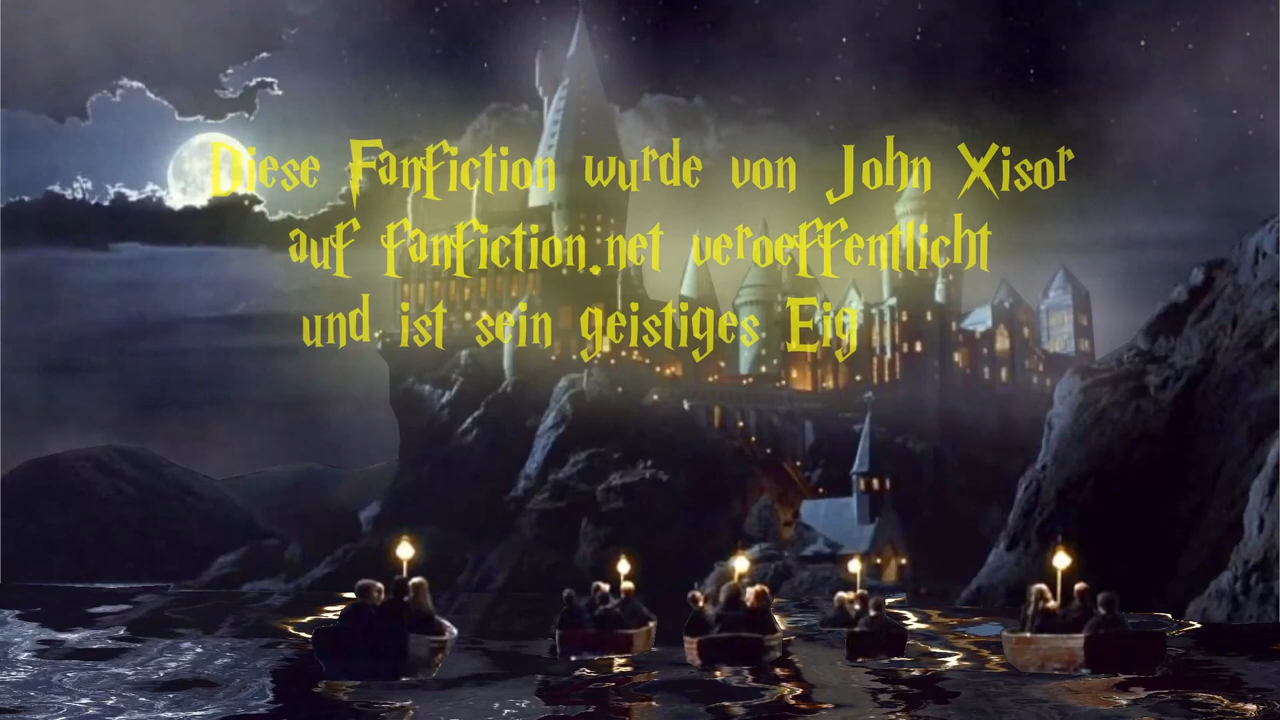 Diese Fanfiction wurde von John Xisor
auf fanfiction.net veroeffentlicht
und ist sein geistiges Eig